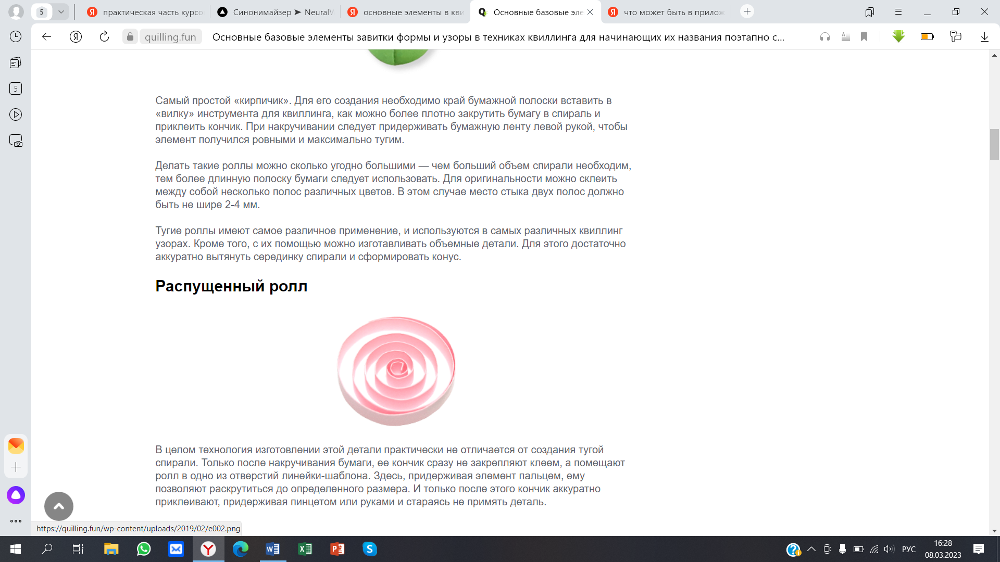 5
практическая часть курсо
Синонимайзер ➤ NeuralW
основные элементы в кви
Основные базовые эле
что может быть в прилож
quilling.fun
Основные базовые элементы завитки формы и узоры в техниках квиллинга для начинающих их названия поэтапно с...
5
Самый простой «кирпичик». Для его создания необходимо край бумажной полоски вставить в
«вилку» инструмента для квиллинга, как можно более плотно закрутить бумагу в спираль и
приклеить кончик. При накручивании следует придерживать бумажную ленту левой рукой, чтобы
элемент получился ровными и максимально тугим.
Делать такие роллы можно сколько угодно большими — чем больший объем спирали необходим,
тем более длинную полоску бумаги следует использовать. Для оригинальности можно склеить
между собой несколько полос различных цветов. В этом случае место стыка двух полос должно
быть не шире 2-4 мм.
Тугие роллы имеют самое различное применение, и используются в самых различных квиллинг
узорах. Кроме того, с их помощью можно изготавливать объемные детали. Для этого достаточно
аккуратно вытянуть серединку спирали и сформировать конус.
Распущенный ролл
В целом технология изготовлении этой детали практически не отличается от создания тугой
спирали. Только после накручивания бумаги, ее кончик сразу не закрепляют клеем, а помещают
ролл в одно из отверстий линейки-шаблона. Здесь, придерживая элемент пальцем, ему
позволяют раскрутиться до определенного размера. И только после этого кончик аккуратно
приклеивают, придерживая пинцетом или руками и стараясь не примять деталь.
https://quilling.fun/wp-content/uploads/2019/02/e002.png
РУС
16:28
08.03.2023